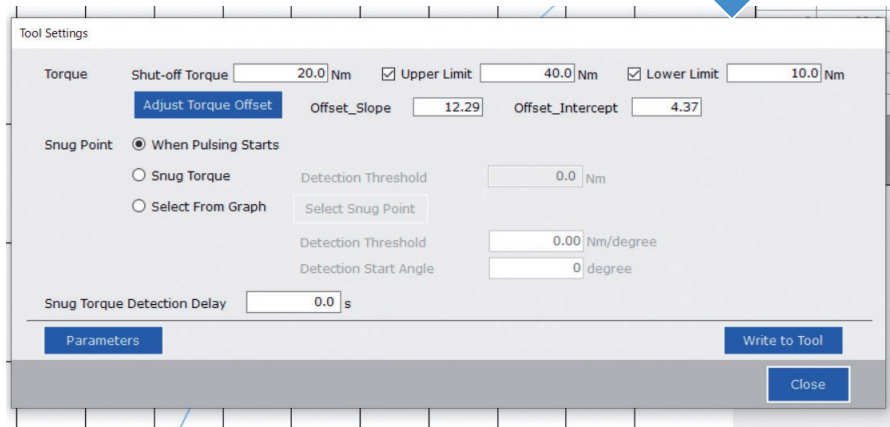 Tool Settings
Torque Shut-off Torque 20.0 Nm Upper Limit 40.0 Nm Lower Limit 10.0 Nm
Adjust Torque Offset Offset_Slope 12.29 Offset_Intercept 4.37
Snug Point When Pulsing Starts
Snug Torque Detection Threshold 0.0 Nm
Select From Graph Select Snug Point
Detection Threshold 0.00 Nm/degree
Detection Start Angle 0 degree
Snug Torque Detection Delay 0.0 s
Parameters Write to Tool
Close